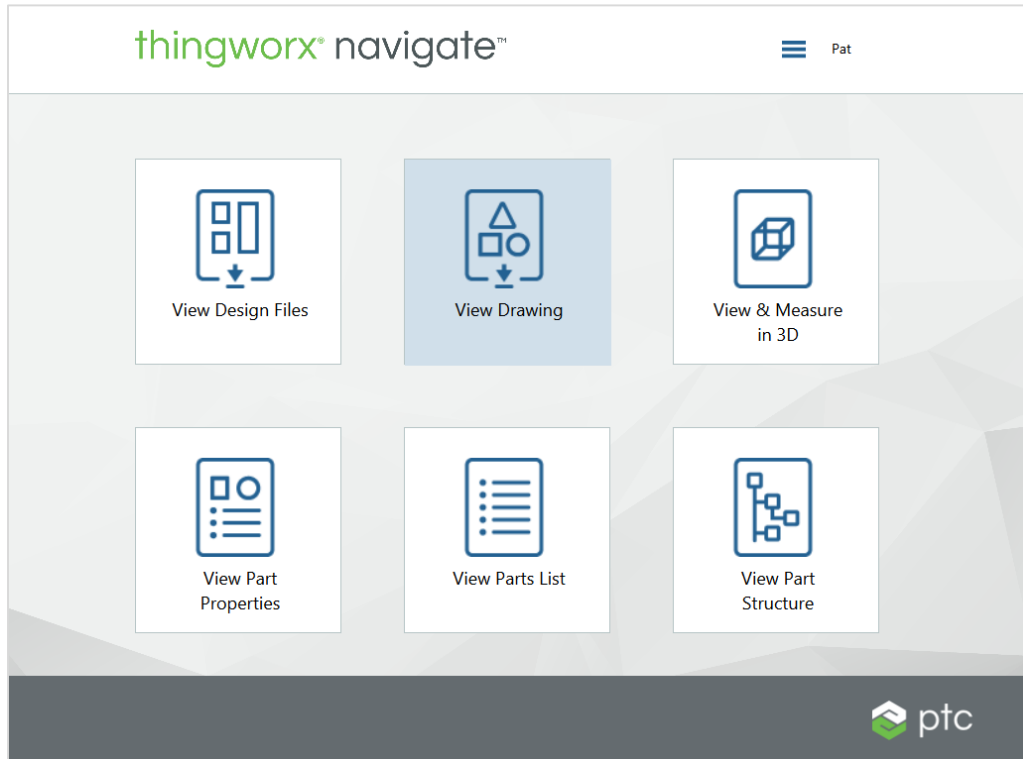 thingworx® navigate™
Pat
View Design Files
View Drawing
View & Measure
in 3D
View Part
Properties
View Parts List
View Part
Structure
ptc